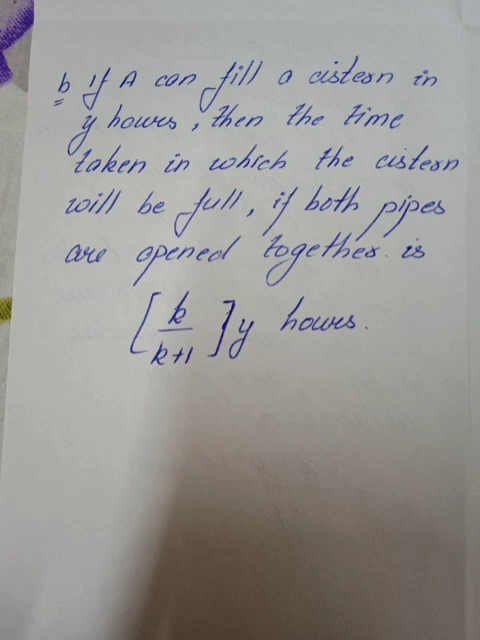 b If A can fill a cistern in
y hours, then the time
taken in which the cistern
will be full, if both pipes
are opened together is
[k/k+1]y hours.